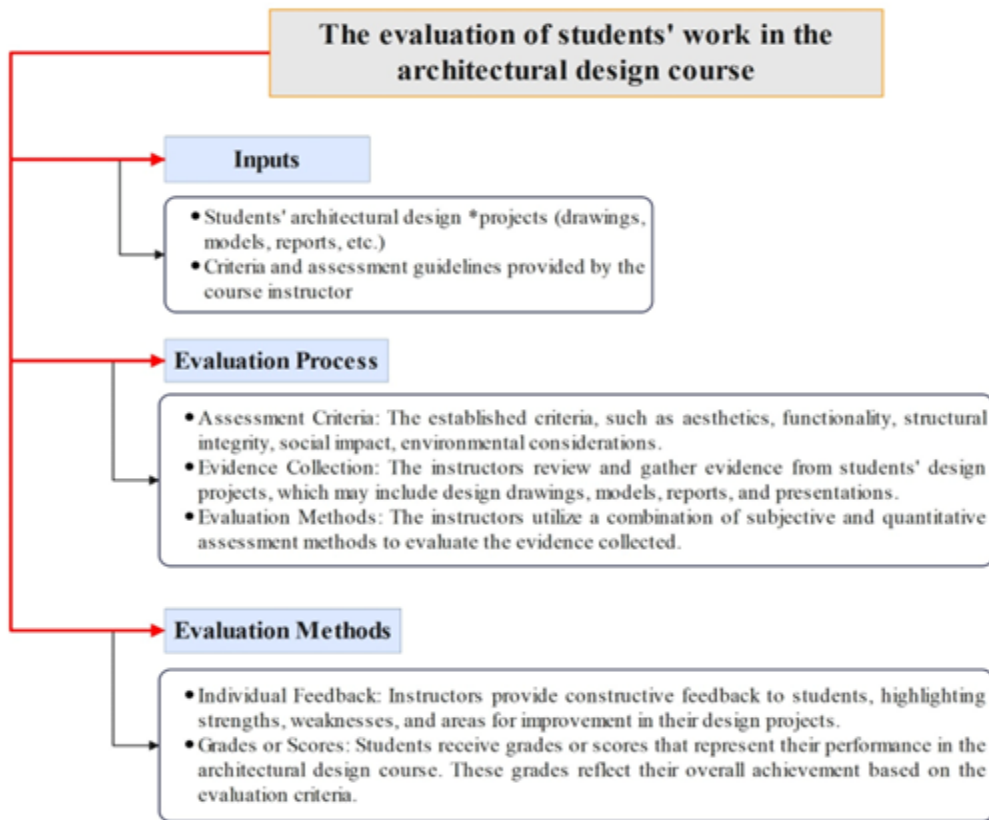 The evaluation of students' work in the
architectural design course
Inputs
● Students' architectural design *projects (drawings,
models, reports, etc.)
● Criteria and assessment guidelines provided by the
course instructor
Evaluation Process
● Assessment Criteria: The established criteria, such as aesthetics, functionality, structural
integrity, social impact, environmental considerations.
● Evidence Collection: The instructors review and gather evidence from students' design
projects, which may include design drawings, models, reports, and presentations.
● Evaluation Methods: The instructors utilize a combination of subjective and quantitative
assessment methods to evaluate the evidence collected.
Evaluation Methods
● Individual Feedback: Instructors provide constructive feedback to students, highlighting
strengths, weaknesses, and areas for improvement in their design projects.
● Grades or Scores: Students receive grades or scores that represent their performance in the
architectural design course. These grades reflect their overall achievement based on the
evaluation criteria.